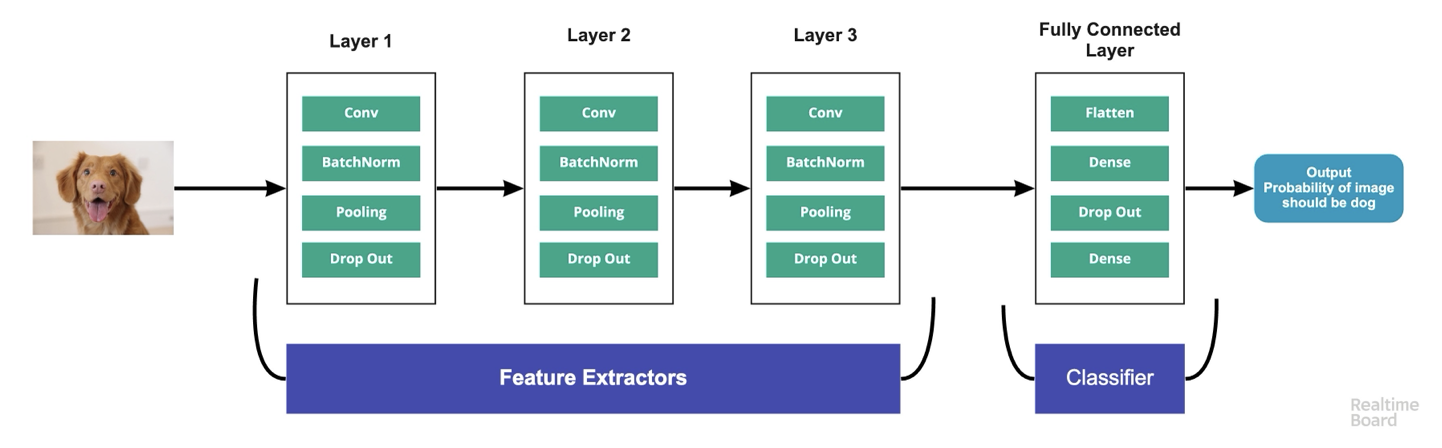 Layer 1
Conv
BatchNorm
Pooling
Drop Out
Layer 2
Conv
BatchNorm
Pooling
Drop Out
Layer 3
Conv
BatchNorm
Pooling
Drop Out
Fully Connected
Layer
Flatten
Dense
Drop Out
Dense
Output
Probability of image
should be dog
Feature Extractors
Classifier
Realtime
Board